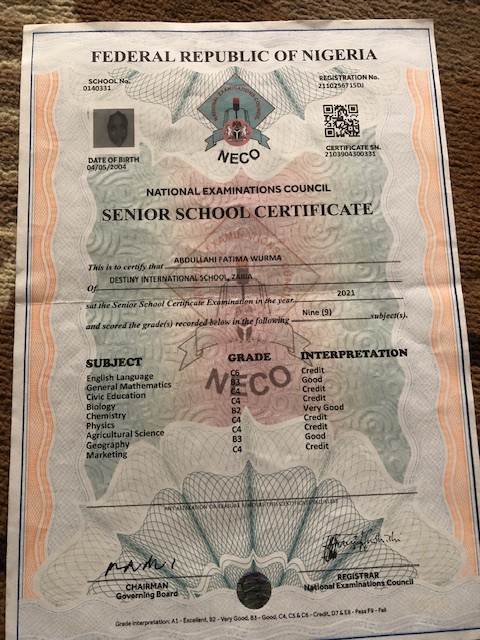 FEDERAL REPUBLIC OF NIGERIA
SCHOOL No.
0140331
REGISTRATION No.
2110256715DJ
NATIONAL EXAMINATIONS COUNCIL
NECO
DATE OF BIRTH
04/05/2004
CERTIFICATE SN.
2103904300331
NATIONAL EXAMINATIONS COUNCIL
SENIOR SCHOOL CERTIFICATE
This is to certify that ABDULLAHI FATIMA WURMA
Of DESTINY INTERNATIONAL SCHOOL, ZARIA
sat the Senior School Certificate Examination in the year 2021
and scored the grade(s) recorded below in the following Nine (9) subject(s).
NECO
SUBJECT GRADE INTERPRETATION
English Language C6 Credit
General Mathematics B3 Good
Civic Education C4 Credit
Biology C4 Credit
Chemistry B2 Very Good
Physics C4 Credit
Agricultural Science C4 Credit
Geography B3 Good
Marketing C4 Credit
CHAIRMAN
Governing Board
REGISTRAR
National Examinations Council
Grade Interpretation: A1 - Excellent, B2 - Very Good, B3 - Good, C4, C5 & C6 - Credit, D7 & E8 - Pass F9 - Fail